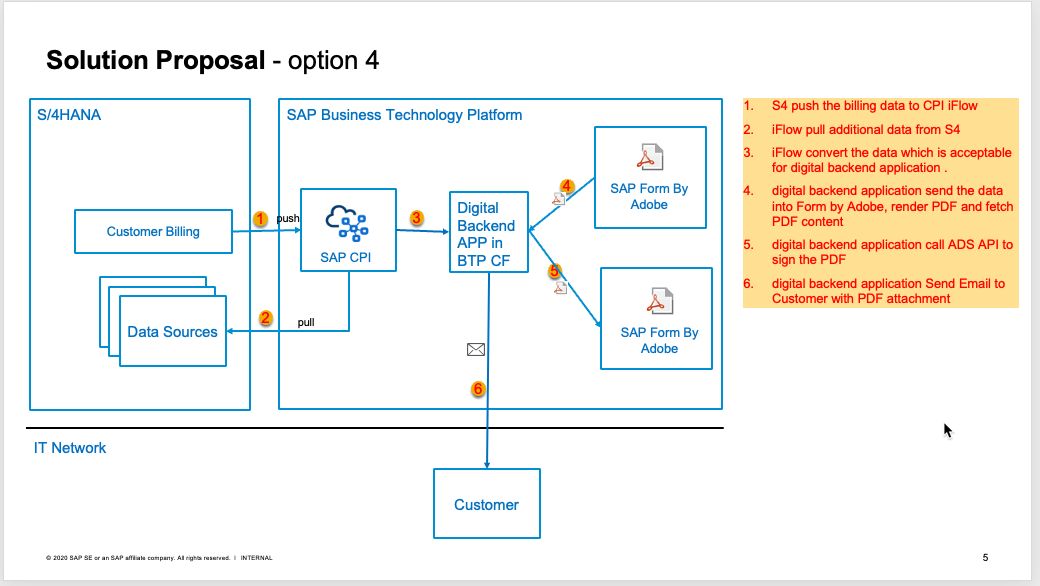 Solution Proposal - option 4
S/4HANA
SAP Business Technology Platform
Customer Billing
1
push
SAP CPI
3
Digital
Backend
APP in
BTP CF
4
SAP Form By
Adobe
5
SAP Form By
Adobe
Data Sources
2
pull
6
IT Network
Customer
1. S4 push the billing data to CPI iFlow
2. iFlow pull additional data from S4
3. iFlow convert the data which is acceptable
for digital backend application .
4. digital backend application send the data
into Form by Adobe, render PDF and fetch
PDF content
5. digital backend application call ADS API to
sign the PDF
6. digital backend application Send Email to
Customer with PDF attachment
© 2020 SAP SE or an SAP affiliate company. All rights reserved. | INTERNAL
5